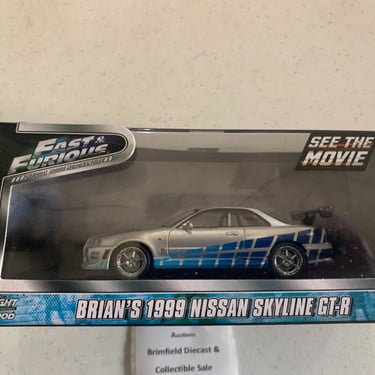 FAST & FURIOUS
SEE THE
MOVIE
BRIAN'S 1999 NISSAN SKYLINE GT-R
Auctions
Brimfield Diecast &
Collectible Sale